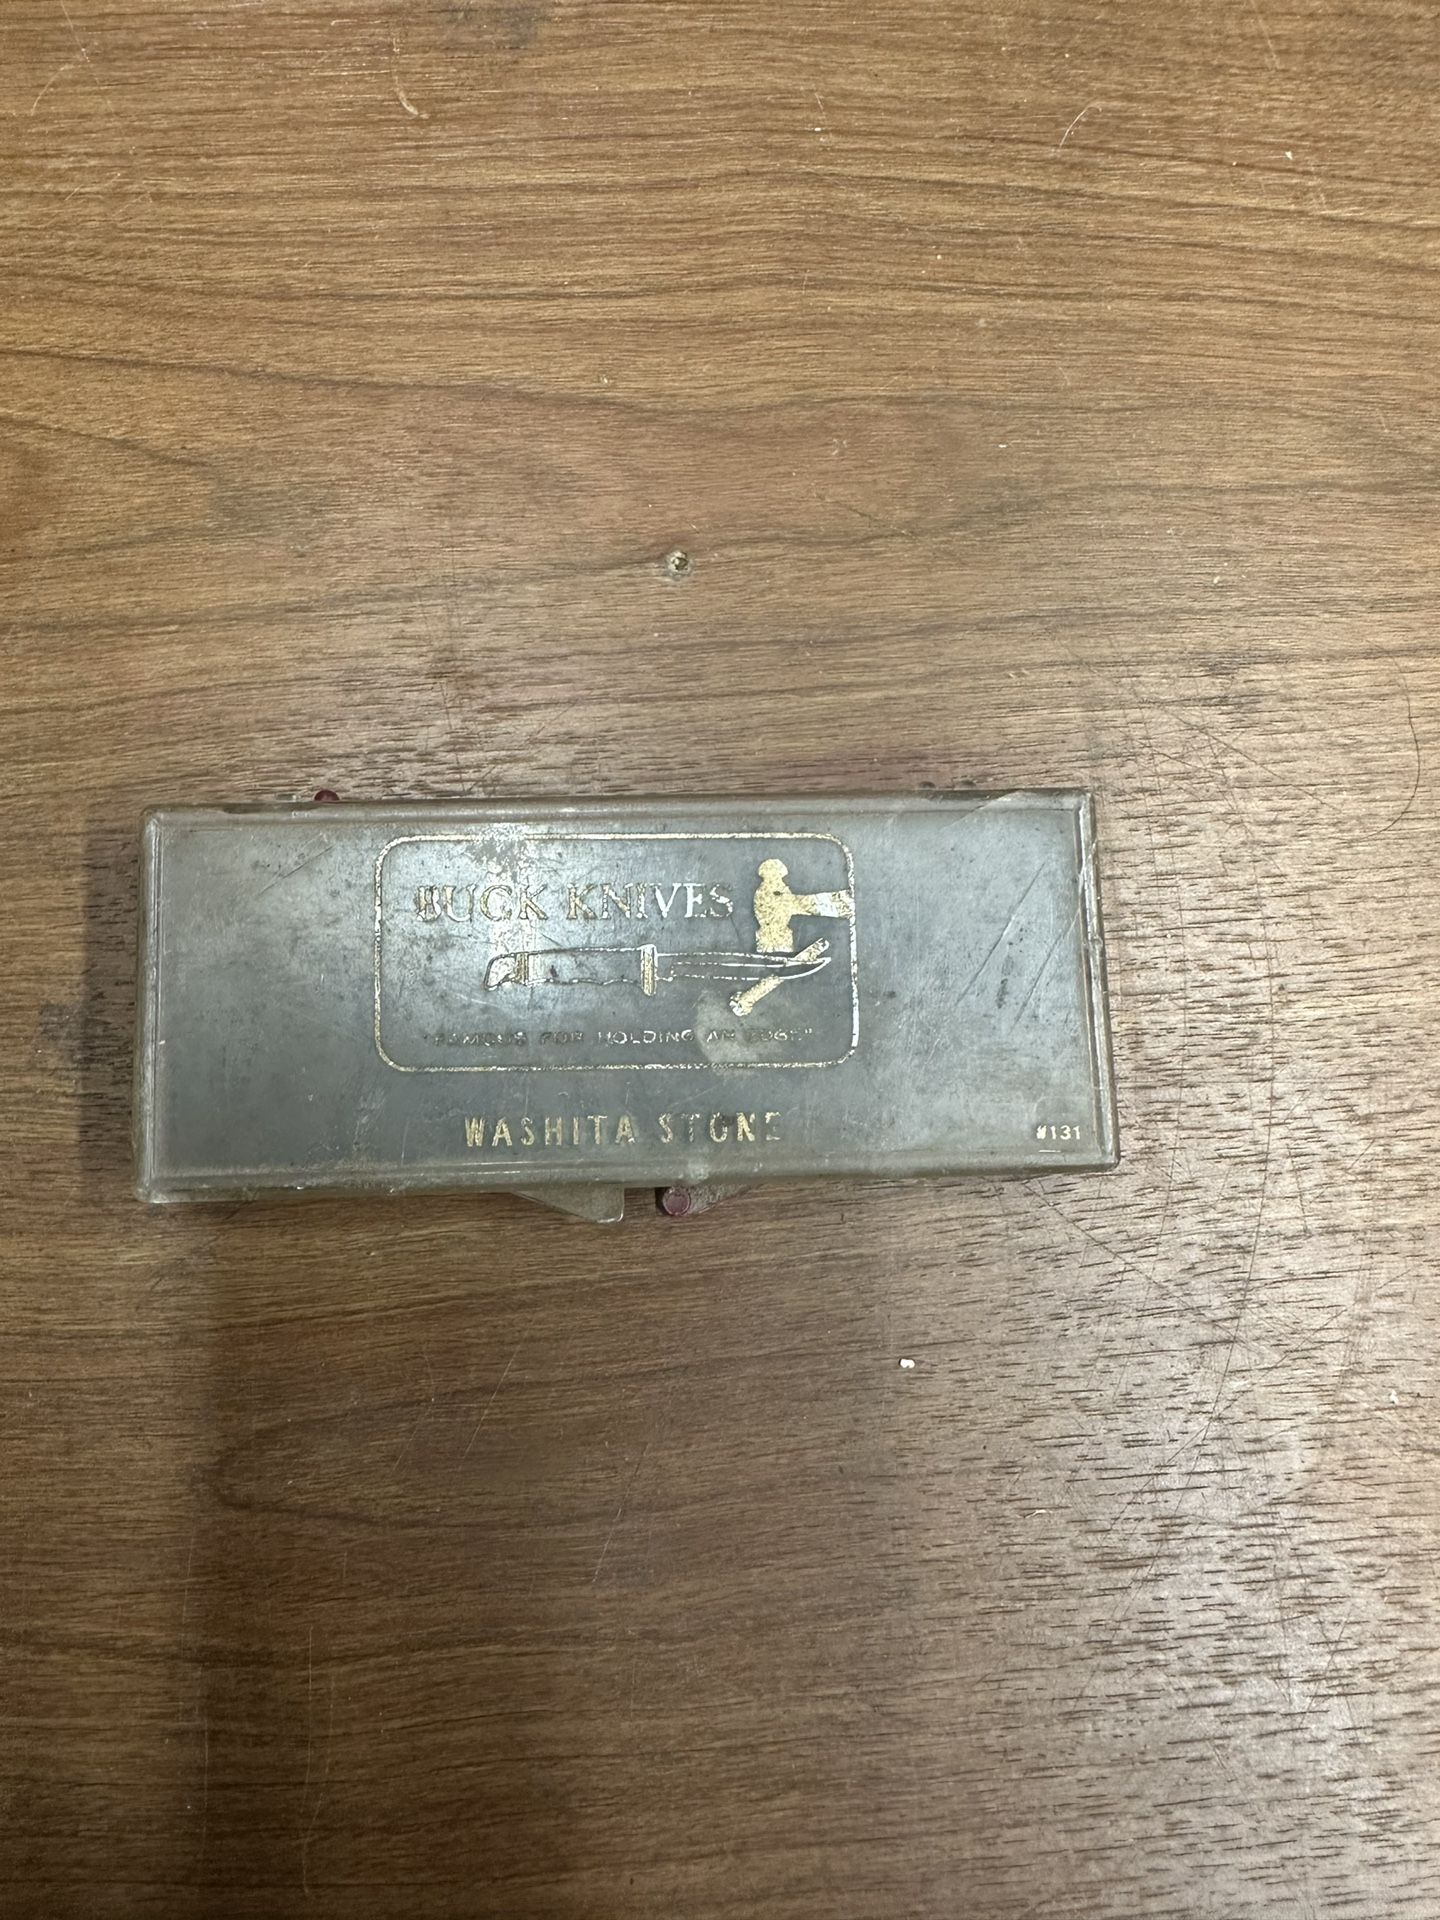 BUCK KNIVES
"FAMOUS FOR HOLDING AN EDGE"
WASHITA STONE
#131